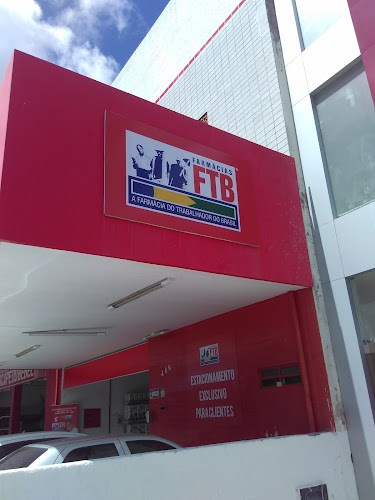 FARMÁCIAS
FTB
A FARMÁCIA DO TRABALHADOR DO BRASIL
FTB
ESTACIONAMENTO
EXCLUSIVO
PARA CLIENTES